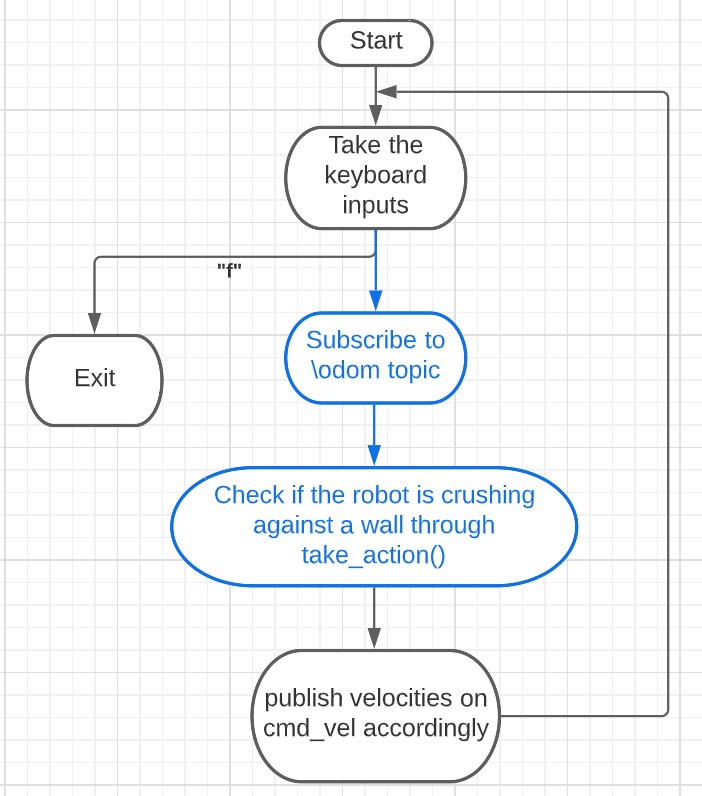 Start
Take the
keyboard
inputs
"f"
Subscribe to
\odom topic
Exit
Check if the robot is crushing
against a wall through
take_action()
publish velocities on
cmd_vel accordingly